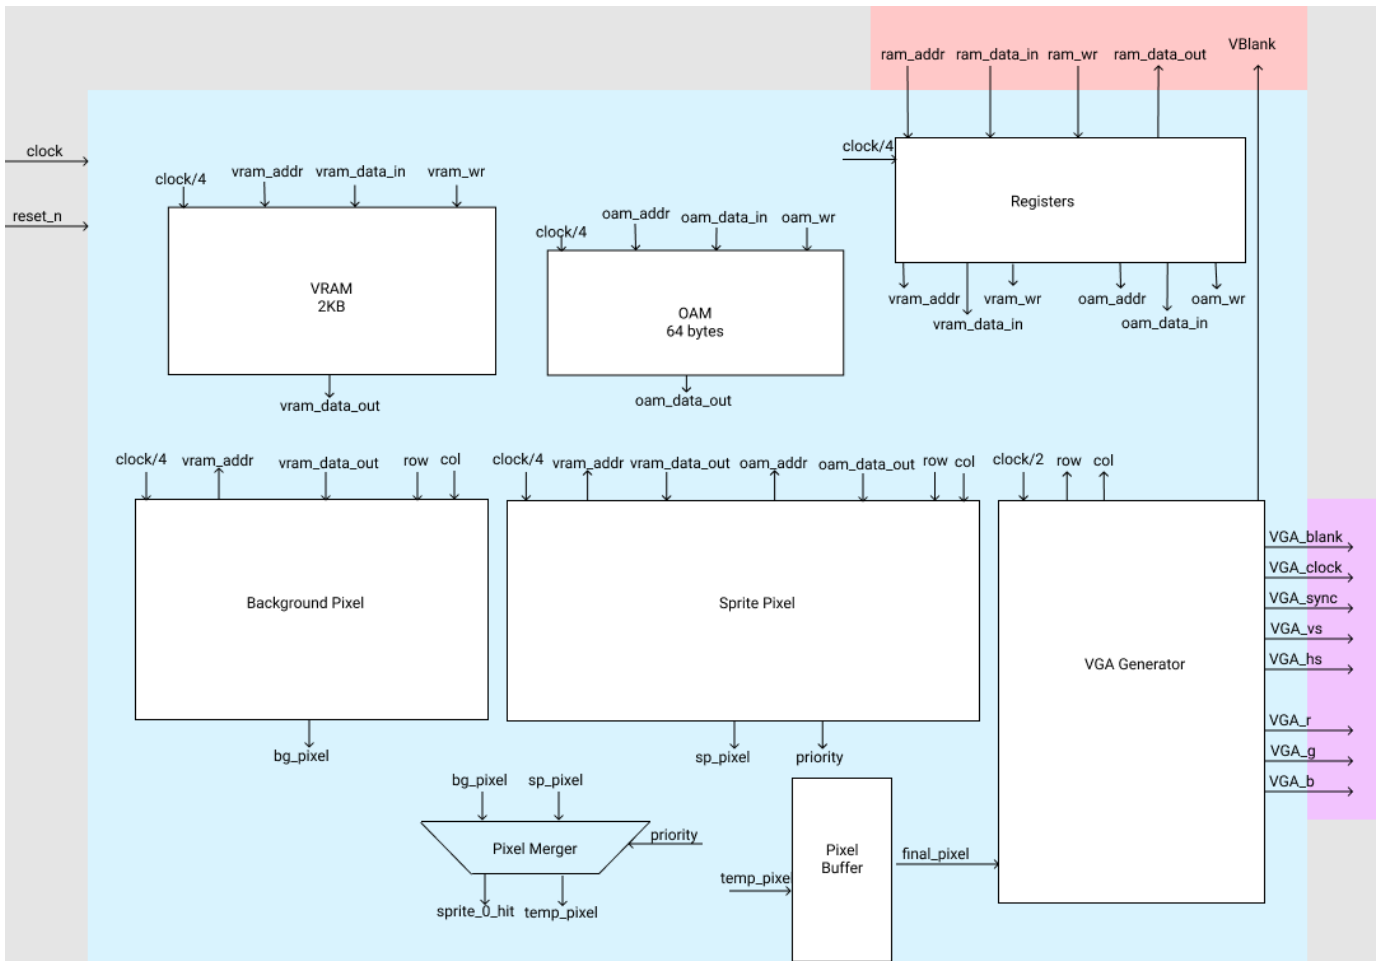 ram_addr ram_data_in ram_wr ram_data_out VBlank
clock
reset_n
clock/4 vram_addr vram_data_in vram_wr
VRAM
2KB
vram_data_out
clock/4 oam_addr oam_data_in oam_wr
OAM
64 bytes
oam_data_out
clock/4
Registers
vram_addr vram_wr oam_addr oam_wr
vram_data_in oam_data_in
clock/4 vram_addr vram_data_out row col
Background Pixel
bg_pixel
clock/4 vram_addr vram_data_out oam_addr oam_data_out row col
Sprite Pixel
sp_pixel priority
clock/2 row col
VGA Generator
VGA_blank
VGA_clock
VGA_sync
VGA_vs
VGA_hs
VGA_r
VGA_g
VGA_b
bg_pixel sp_pixel
Pixel Merger
priority
sprite_0_hit temp_pixel
temp_pixel
Pixel
Buffer
final_pixel